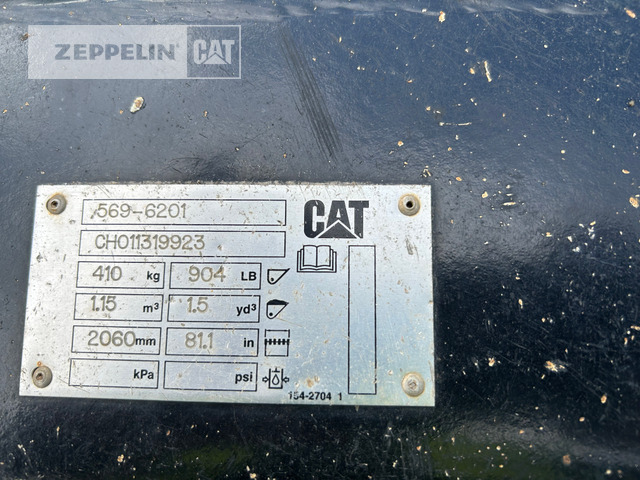 ZEPPELIN CAT
569-6201
CAT
CH011319923
410 kg 904 LB
1.15 m³ 1.5 yd³
2060 mm 81.1 in
kPa psi
154-2704 1